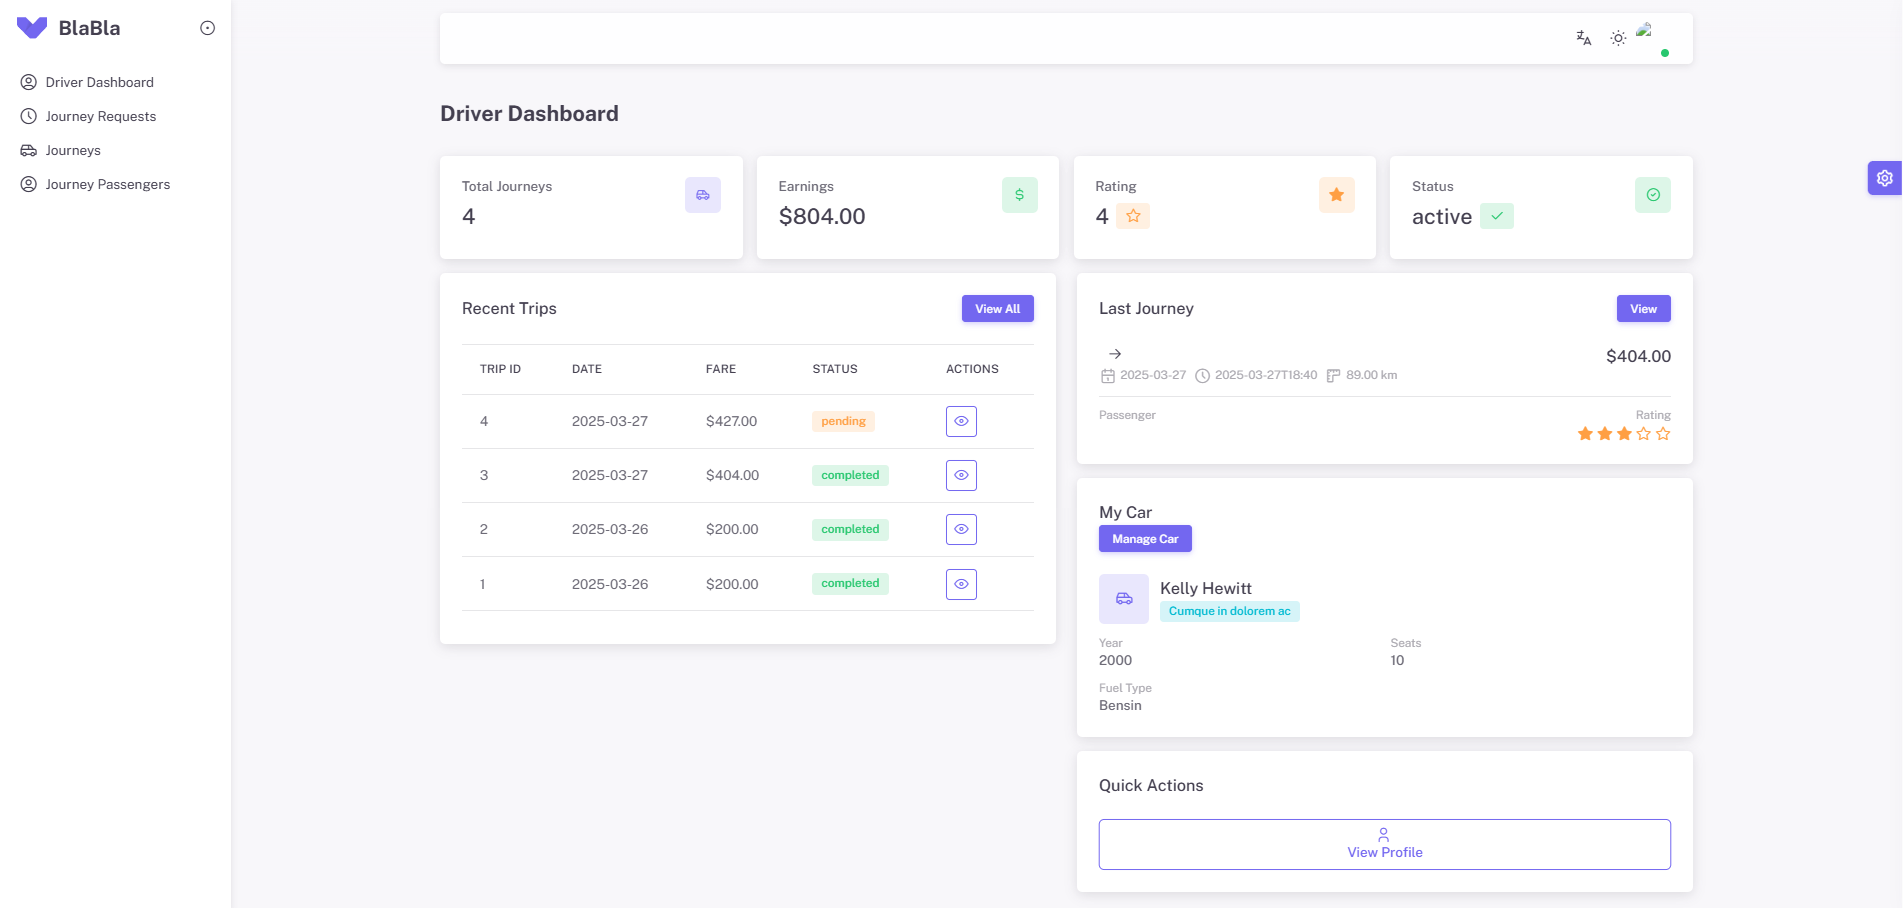 BlaBla
Driver Dashboard
Journey Requests
Journeys
Journey Passengers
Driver Dashboard
Total Journeys
4
Earnings
$804.00
Rating
4
Status
active
Recent Trips
View All
TRIP ID DATE FARE STATUS ACTIONS
4 2025-03-27 $427.00 pending
3 2025-03-27 $404.00 completed
2 2025-03-26 $200.00 completed
1 2025-03-26 $200.00 completed
Last Journey
View
$404.00
2025-03-27 2025-03-27T18:40 89.00 km
Passenger Rating
My Car
Manage Car
Kelly Hewitt
Cumque in dolorem ac
Year Seats
2000 10
Fuel Type
Bensin
Quick Actions
View Profile